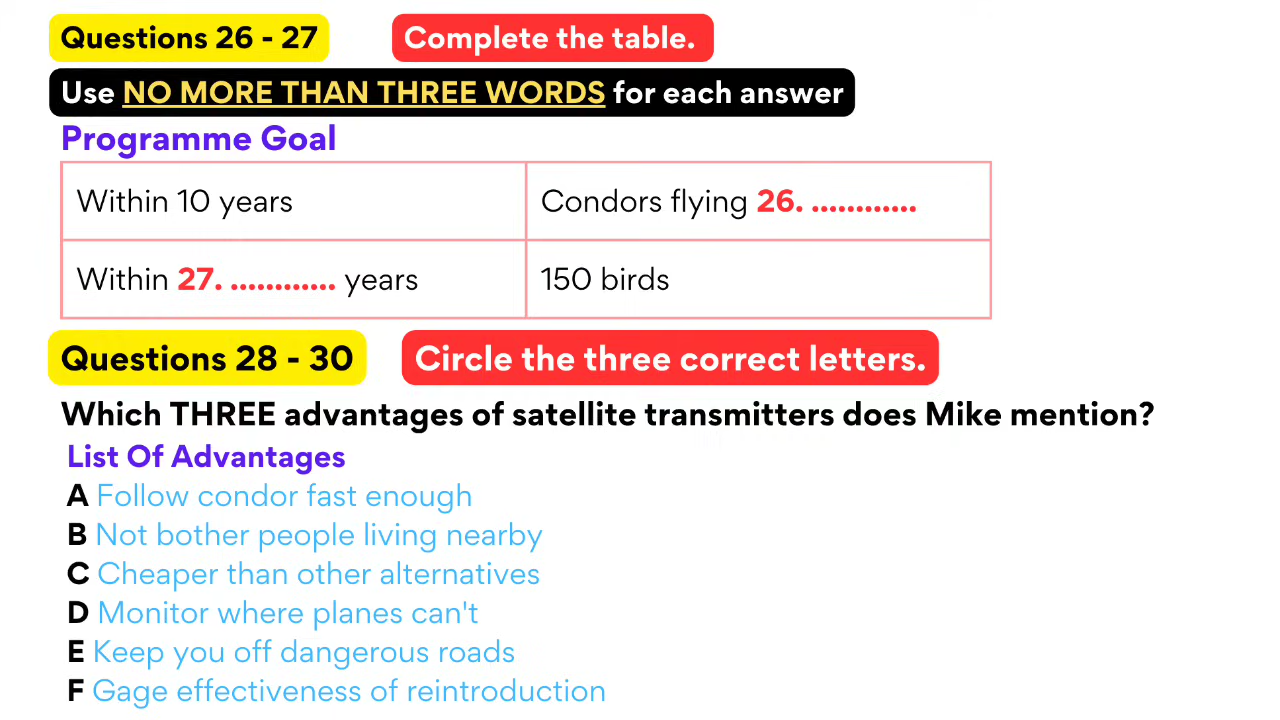 Questions 26 - 27 Complete the table.
Use NO MORE THAN THREE WORDS for each answer
Programme Goal
Within 10 years Condors flying 26. ............
Within 27. ............ years 150 birds
Questions 28 - 30 Circle the three correct letters.
Which THREE advantages of satellite transmitters does Mike mention?
List Of Advantages
A Follow condor fast enough
B Not bother people living nearby
C Cheaper than other alternatives
D Monitor where planes can't
E Keep you off dangerous roads
F Gage effectiveness of reintroduction